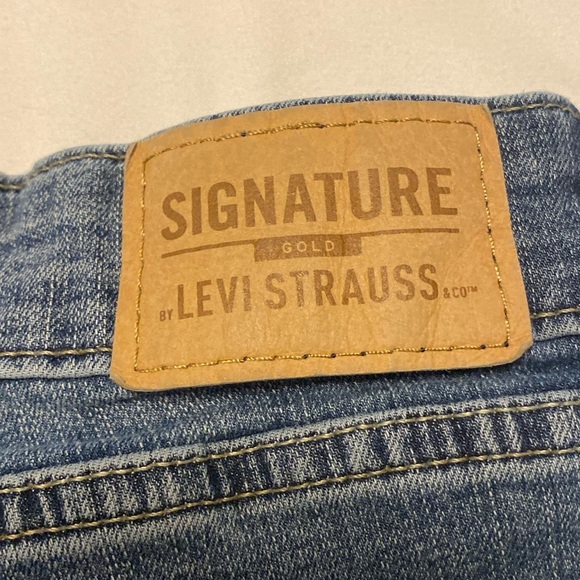 SIGNATURE
GOLD
BY LEVI STRAUSS & CO™